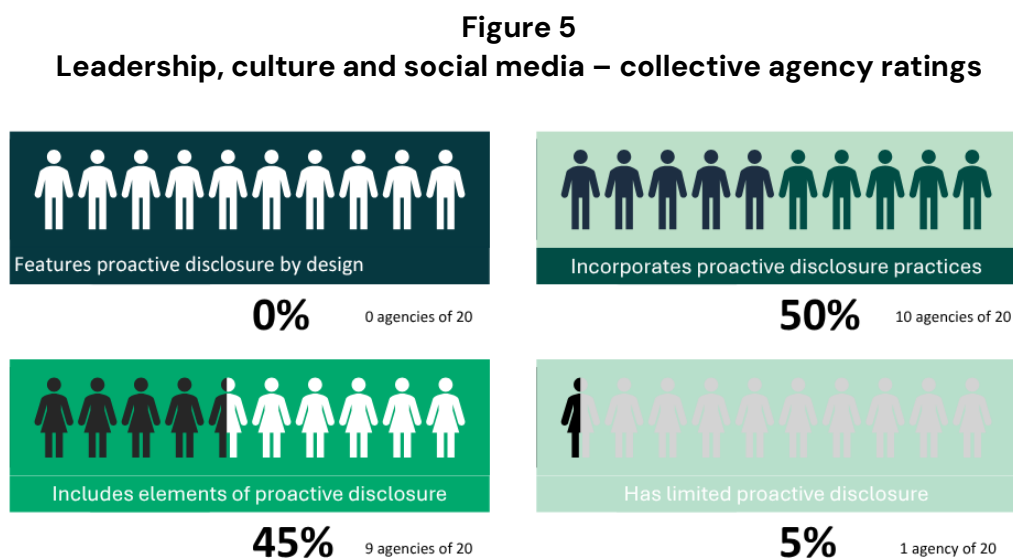 Figure 5
Leadership, culture and social media – collective agency ratings
Features proactive disclosure by design
0% 0 agencies of 20
Incorporates proactive disclosure practices
50% 10 agencies of 20
Includes elements of proactive disclosure
45% 9 agencies of 20
Has limited proactive disclosure
5% 1 agency of 20